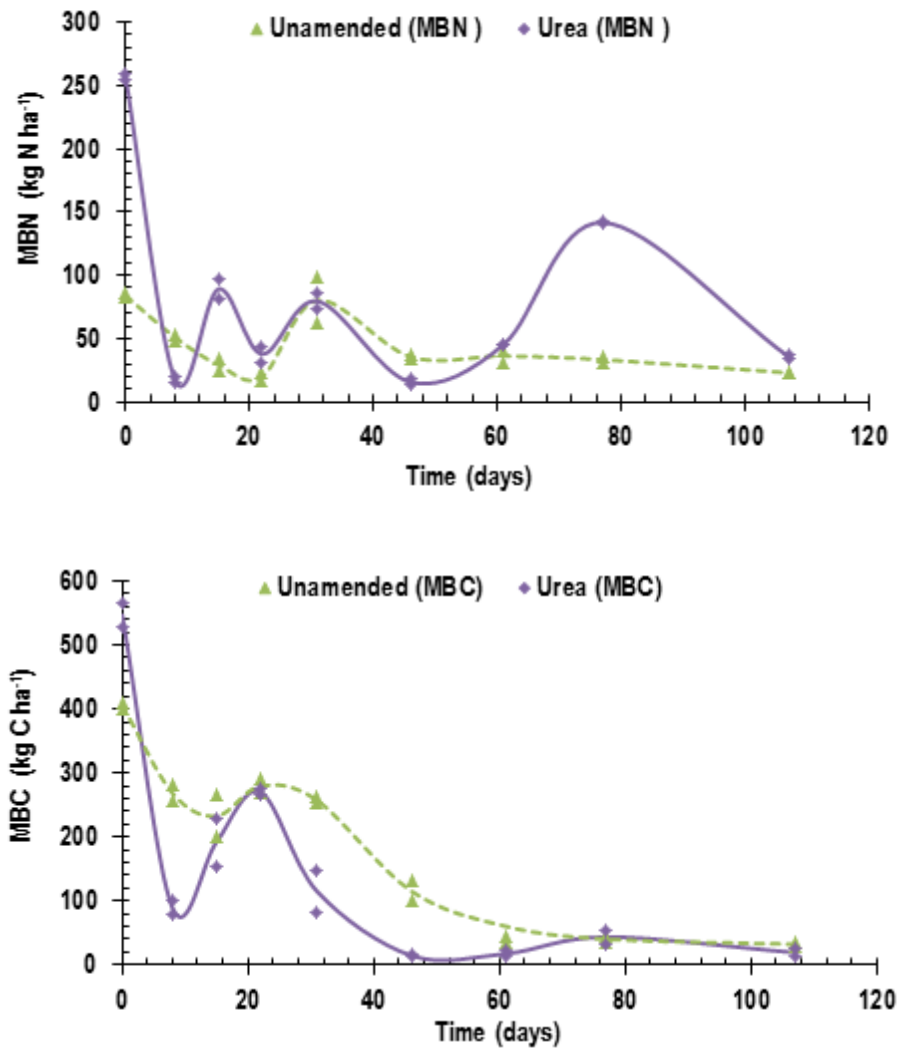 300
Unamended (MBN )
Urea (MBN )
250
200
150
100
50
0
MBN (kg N ha⁻¹)
0 20 40 60 80 100 120
Time (days)
600
Unamended (MBC)
Urea (MBC)
500
400
300
200
100
0
MBC (kg C ha⁻¹)
0 20 40 60 80 100 120
Time (days)